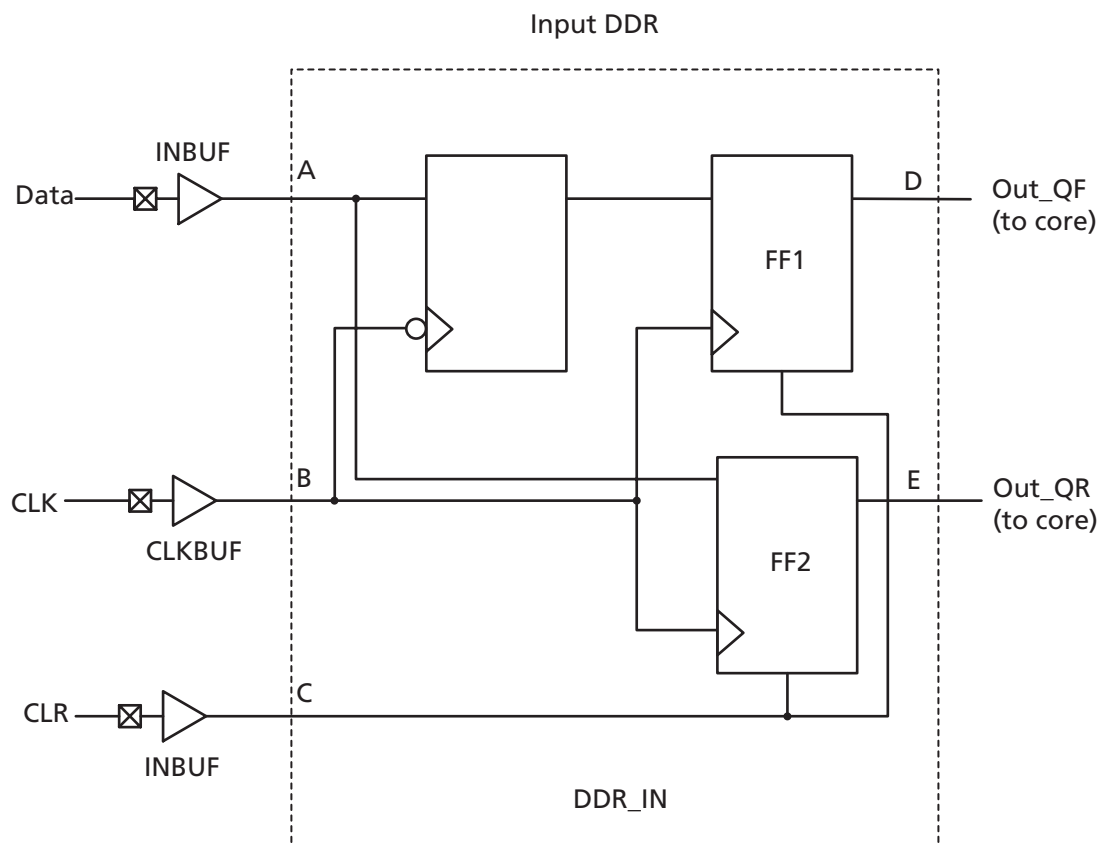 Input DDR
INBUF
A
Data
D
Out_QF
(to core)
FF1
B
CLK
CLKBUF
E
Out_QR
(to core)
FF2
C
CLR
INBUF
DDR_IN